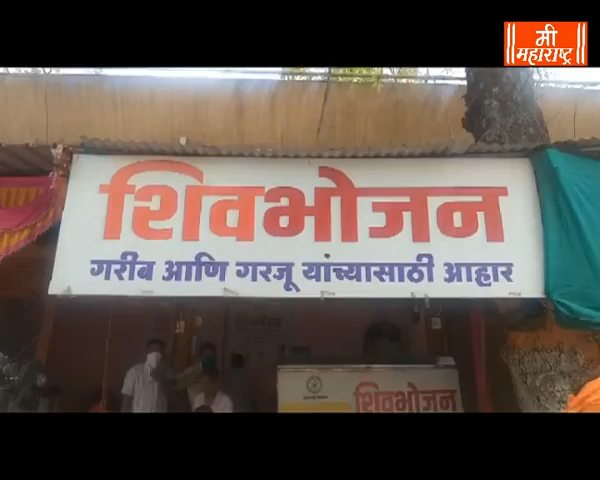 मी
महाराष्ट्र
शिवभोजन
गरीब आणि गरजू यांच्यासाठी आहार
शिवभोजन